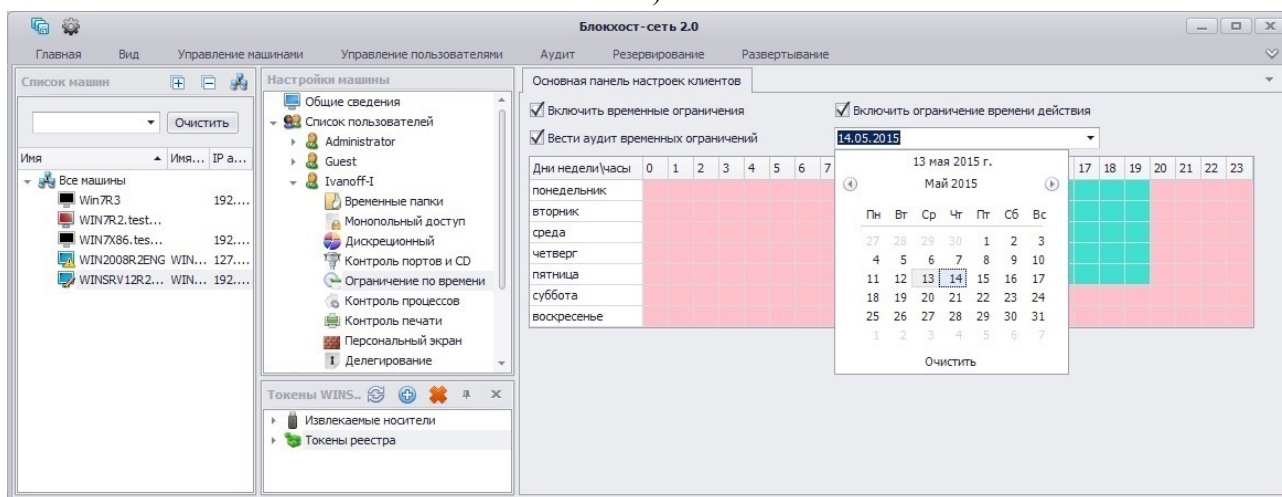 )
Блокхост-сеть 2.0
Главная Вид Управление машинами Управление пользователями Аудит Резервирование Развертывание
Список машин
Очистить
Имя Имя... IP а...
Все машины
Win7R3 192....
WIN7R2.test...
WIN7X86.tes... 192....
WIN2008R2ENG WIN... 127....
WINSRV12R2... WIN... 192....
Настройки машины
Общие сведения
Список пользователей
Administrator
Guest
Ivanoff-I
Временные папки
Монопольный доступ
Дискреционный
Контроль портов и CD
Ограничение по времени
Контроль процессов
Контроль печати
Персональный экран
Делегирование
Токены WINS...
Извлекаемые носители
Токены реестра
Основная панель настроек клиентов
Включить временные ограничения
Включить ограничение времени действия
Вести аудит временных ограничений
14.05.2015
Дни недели\часы 0 1 2 3 4 5 6 7 17 18 19 20 21 22 23
понедельник
вторник
среда
четверг
пятница
суббота
воскресенье
13 мая 2015 г.
Май 2015
Пн Вт Ср Чт Пт Сб Вс
27 28 29 30 1 2 3
4 5 6 7 8 9 10
11 12 13 14 15 16 17
18 19 20 21 22 23 24
25 26 27 28 29 30 31
1 2 3 4 5 6 7
Очистить